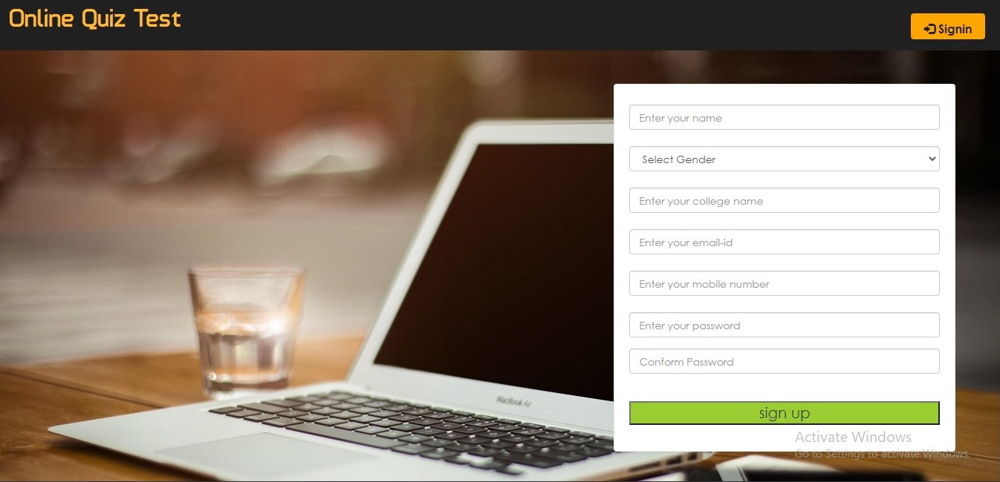 Online Quiz Test
Signin
Enter your name
Select Gender
Enter your college name
Enter your email-id
Enter your mobile number
Enter your password
Conform Password
MacBook Air
sign up
Activate Windows
Go to Settings to activate Windows.